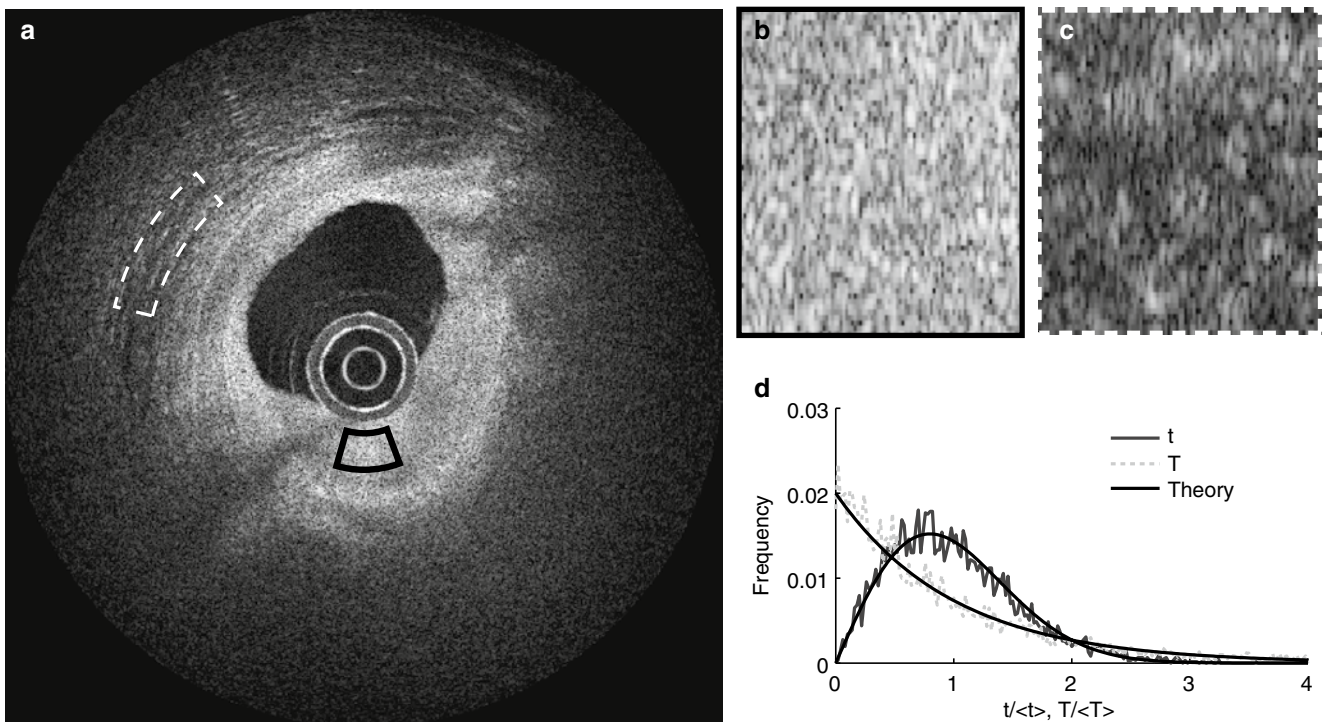 a
b
c
d
0.03
0.02
0.01
0
Frequency
t
T
Theory
0
1
2
3
4
t/<t>, T/<T>